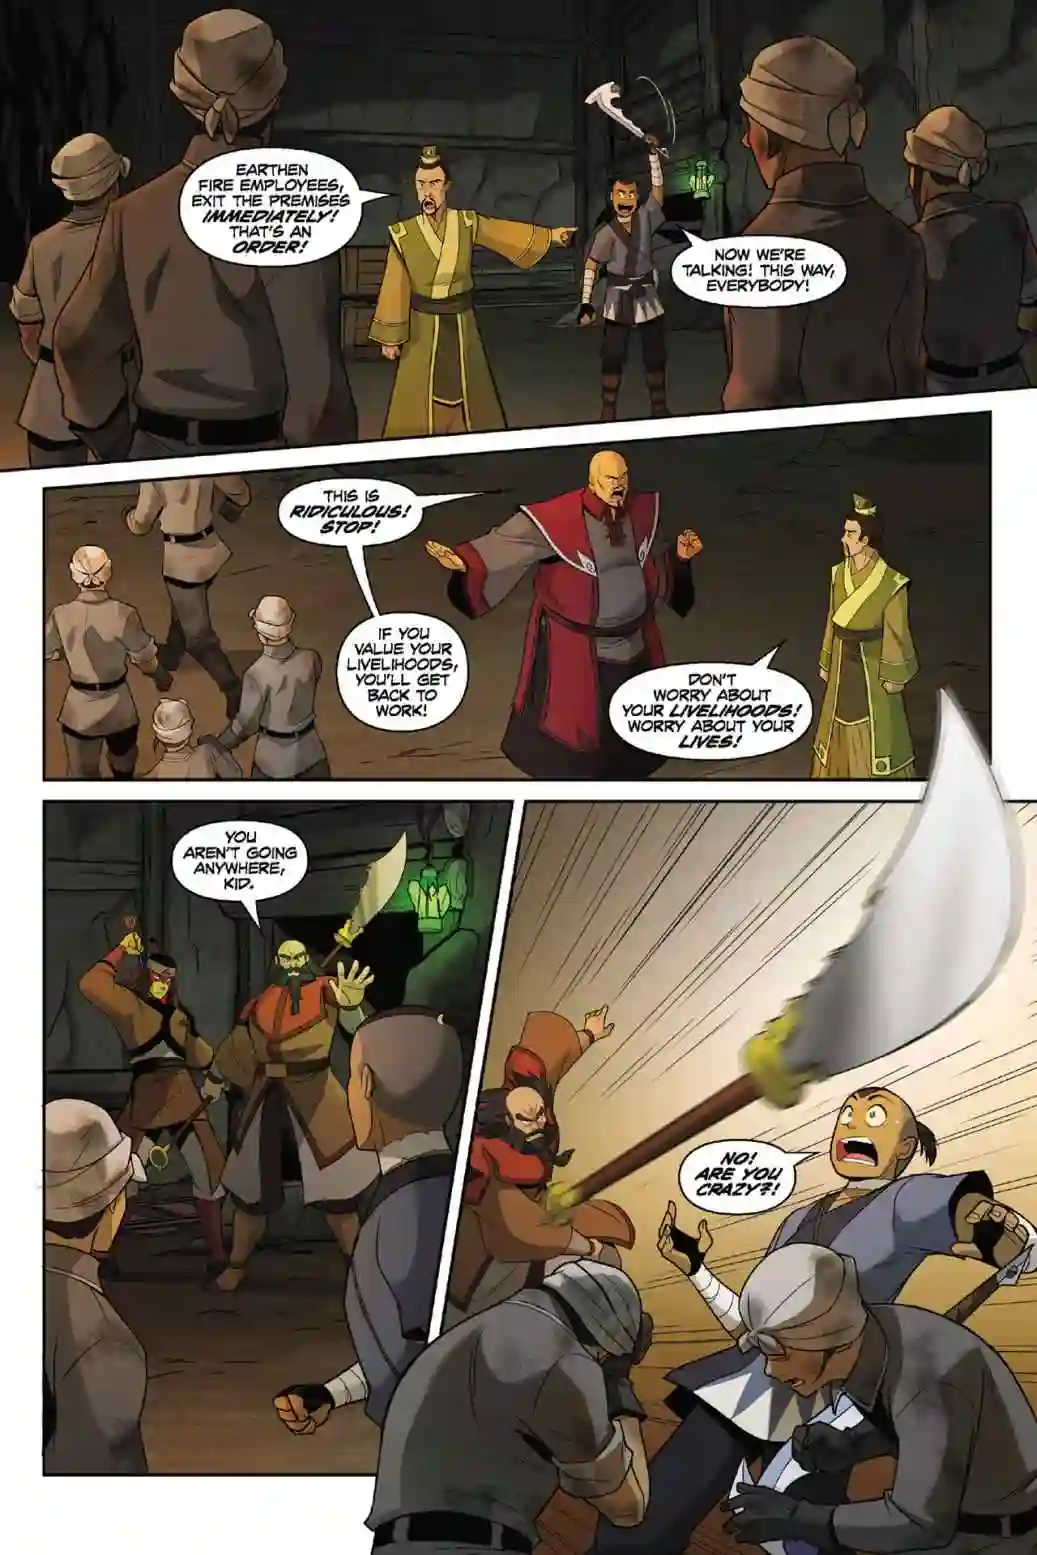 EARTHEN
FIRE EMPLOYEES,
EXIT THE PREMISES
IMMEDIATELY!
THAT'S AN
ORDER!
NOW WE'RE
TALKING! THIS WAY,
EVERYBODY!
THIS IS
RIDICULOUS!
STOP!
IF YOU
VALUE YOUR
LIVELIHOODS,
YOU'LL GET
BACK TO
WORK!
DON'T
WORRY ABOUT
YOUR LIVELIHOODS!
WORRY ABOUT YOUR
LIVES!
YOU
AREN'T GOING
ANYWHERE,
KID.
NO!
ARE YOU
CRAZY?!